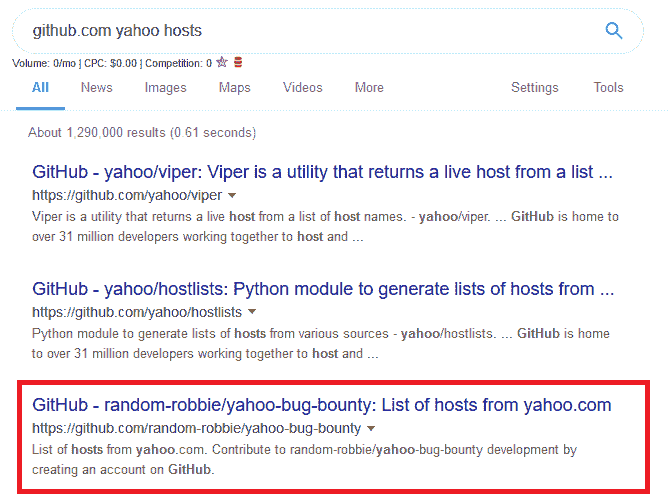 github.com yahoo hosts
Volume: 0/mo | CPC: $0.00 | Competition: 0
All News Images Maps Videos More Settings Tools
About 1,290,000 results (0.61 seconds)
GitHub - yahoo/viper: Viper is a utility that returns a live host from a list ...
https://github.com/yahoo/viper
Viper is a utility that returns a live host from a list of host names. - yahoo/viper. ... GitHub is home to
over 31 million developers working together to host and ...
GitHub - yahoo/hostlists: Python module to generate lists of hosts from ...
https://github.com/yahoo/hostlists
Python module to generate lists of hosts from various sources - yahoo/hostlists. ... GitHub is home
to over 31 million developers working together to host and ...
GitHub - random-robbie/yahoo-bug-bounty: List of hosts from yahoo.com
https://github.com/random-robbie/yahoo-bug-bounty
List of hosts from yahoo.com. Contribute to random-robbie/yahoo-bug-bounty development by
creating an account on GitHub.